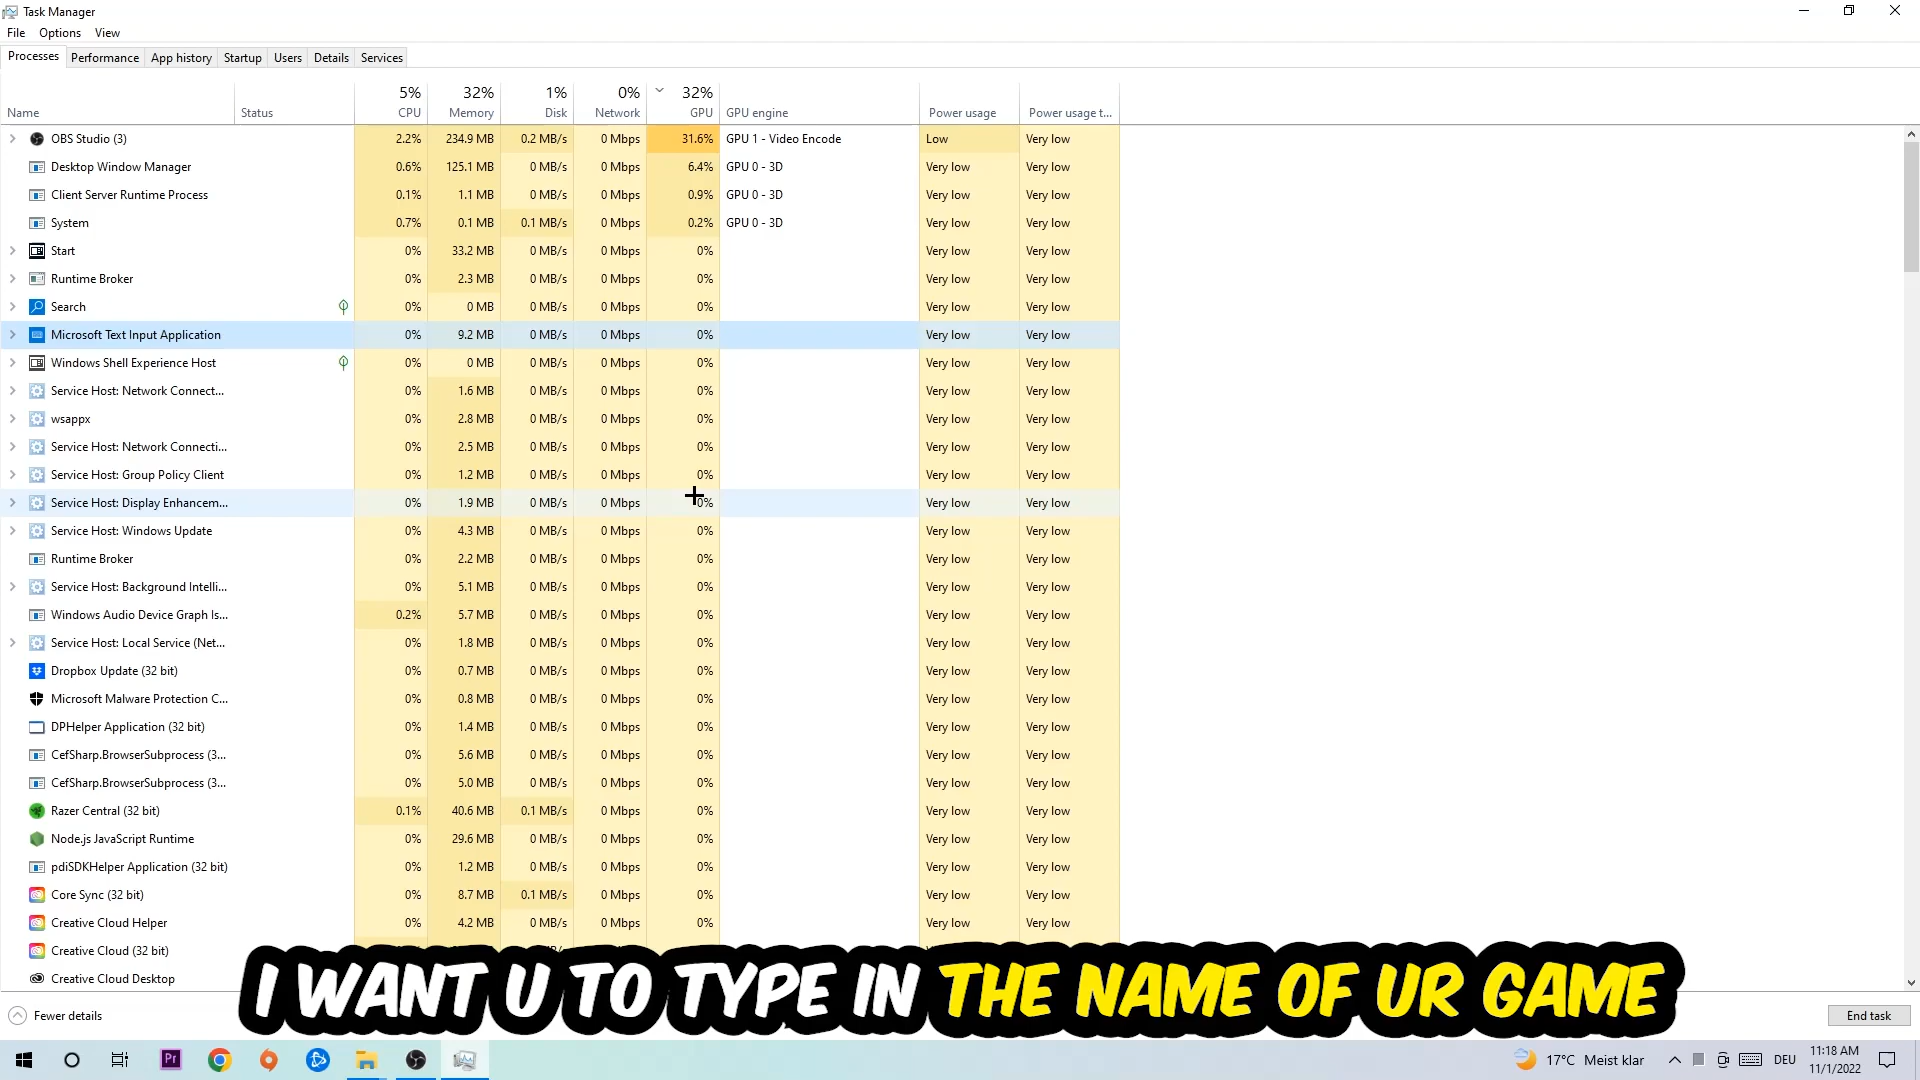 Task Manager
File Options View
Processes Performance App history Startup Users Details Services
5% 32% 1% 0% 32%
Name Status CPU Memory Disk Network GPU GPU engine Power usage Power usage t...
OBS Studio (3) 2.2% 234.9 MB 0.2 MB/s 0 Mbps 31.6% GPU 1 - Video Encode Low Very low
Desktop Window Manager 0.6% 125.1 MB 0 MB/s 0 Mbps 6.4% GPU 0 - 3D Very low Very low
Client Server Runtime Process 0.1% 1.1 MB 0 MB/s 0 Mbps 0.9% GPU 0 - 3D Very low Very low
System 0.7% 0.1 MB 0.1 MB/s 0 Mbps 0.2% GPU 0 - 3D Very low Very low
Start 0% 33.2 MB 0 MB/s 0 Mbps 0% Very low Very low
Runtime Broker 0% 2.3 MB 0 MB/s 0 Mbps 0% Very low Very low
Search 0% 0 MB 0 MB/s 0 Mbps 0% Very low Very low
Microsoft Text Input Application 0% 9.2 MB 0 MB/s 0 Mbps 0% Very low Very low
Windows Shell Experience Host 0% 0 MB 0 MB/s 0 Mbps 0% Very low Very low
Service Host: Network Connect... 0% 1.6 MB 0 MB/s 0 Mbps 0% Very low Very low
wsappx 0% 2.8 MB 0 MB/s 0 Mbps 0% Very low Very low
Service Host: Network Connecti... 0% 2.5 MB 0 MB/s 0 Mbps 0% Very low Very low
Service Host: Group Policy Client 0% 1.2 MB 0 MB/s 0 Mbps 0% Very low Very low
Service Host: Display Enhancem... 0% 1.9 MB 0 MB/s 0 Mbps 0% Very low Very low
Service Host: Windows Update 0% 4.3 MB 0 MB/s 0 Mbps 0% Very low Very low
Runtime Broker 0% 2.2 MB 0 MB/s 0 Mbps 0% Very low Very low
Service Host: Background Intelli... 0% 5.1 MB 0 MB/s 0 Mbps 0% Very low Very low
Windows Audio Device Graph Is... 0.2% 5.7 MB 0 MB/s 0 Mbps 0% Very low Very low
Service Host: Local Service (Net... 0% 1.8 MB 0 MB/s 0 Mbps 0% Very low Very low
Dropbox Update (32 bit) 0% 0.7 MB 0 MB/s 0 Mbps 0% Very low Very low
Microsoft Malware Protection C... 0% 0.8 MB 0 MB/s 0 Mbps 0% Very low Very low
DPHelper Application (32 bit) 0% 1.4 MB 0 MB/s 0 Mbps 0% Very low Very low
CefSharp.BrowserSubprocess (3... 0% 5.6 MB 0 MB/s 0 Mbps 0% Very low Very low
CefSharp.BrowserSubprocess (3... 0% 5.0 MB 0 MB/s 0 Mbps 0% Very low Very low
Razer Central (32 bit) 0.1% 40.6 MB 0.1 MB/s 0 Mbps 0% Very low Very low
Node.js JavaScript Runtime 0% 29.6 MB 0 MB/s 0 Mbps 0% Very low Very low
pdiSDKHelper Application (32 bit) 0% 1.2 MB 0 MB/s 0 Mbps 0% Very low Very low
Core Sync (32 bit) 0% 8.7 MB 0.1 MB/s 0 Mbps 0% Very low Very low
Creative Cloud Helper 0% 4.2 MB 0 MB/s 0 Mbps 0% Very low Very low
Creative Cloud (32 bit)
Creative Cloud Desktop
I WANT U TO TYPE IN THE NAME OF UR GAME
Fewer details End task
Pr 17°C Meist klar DEU 11:18 AM
11/1/2022